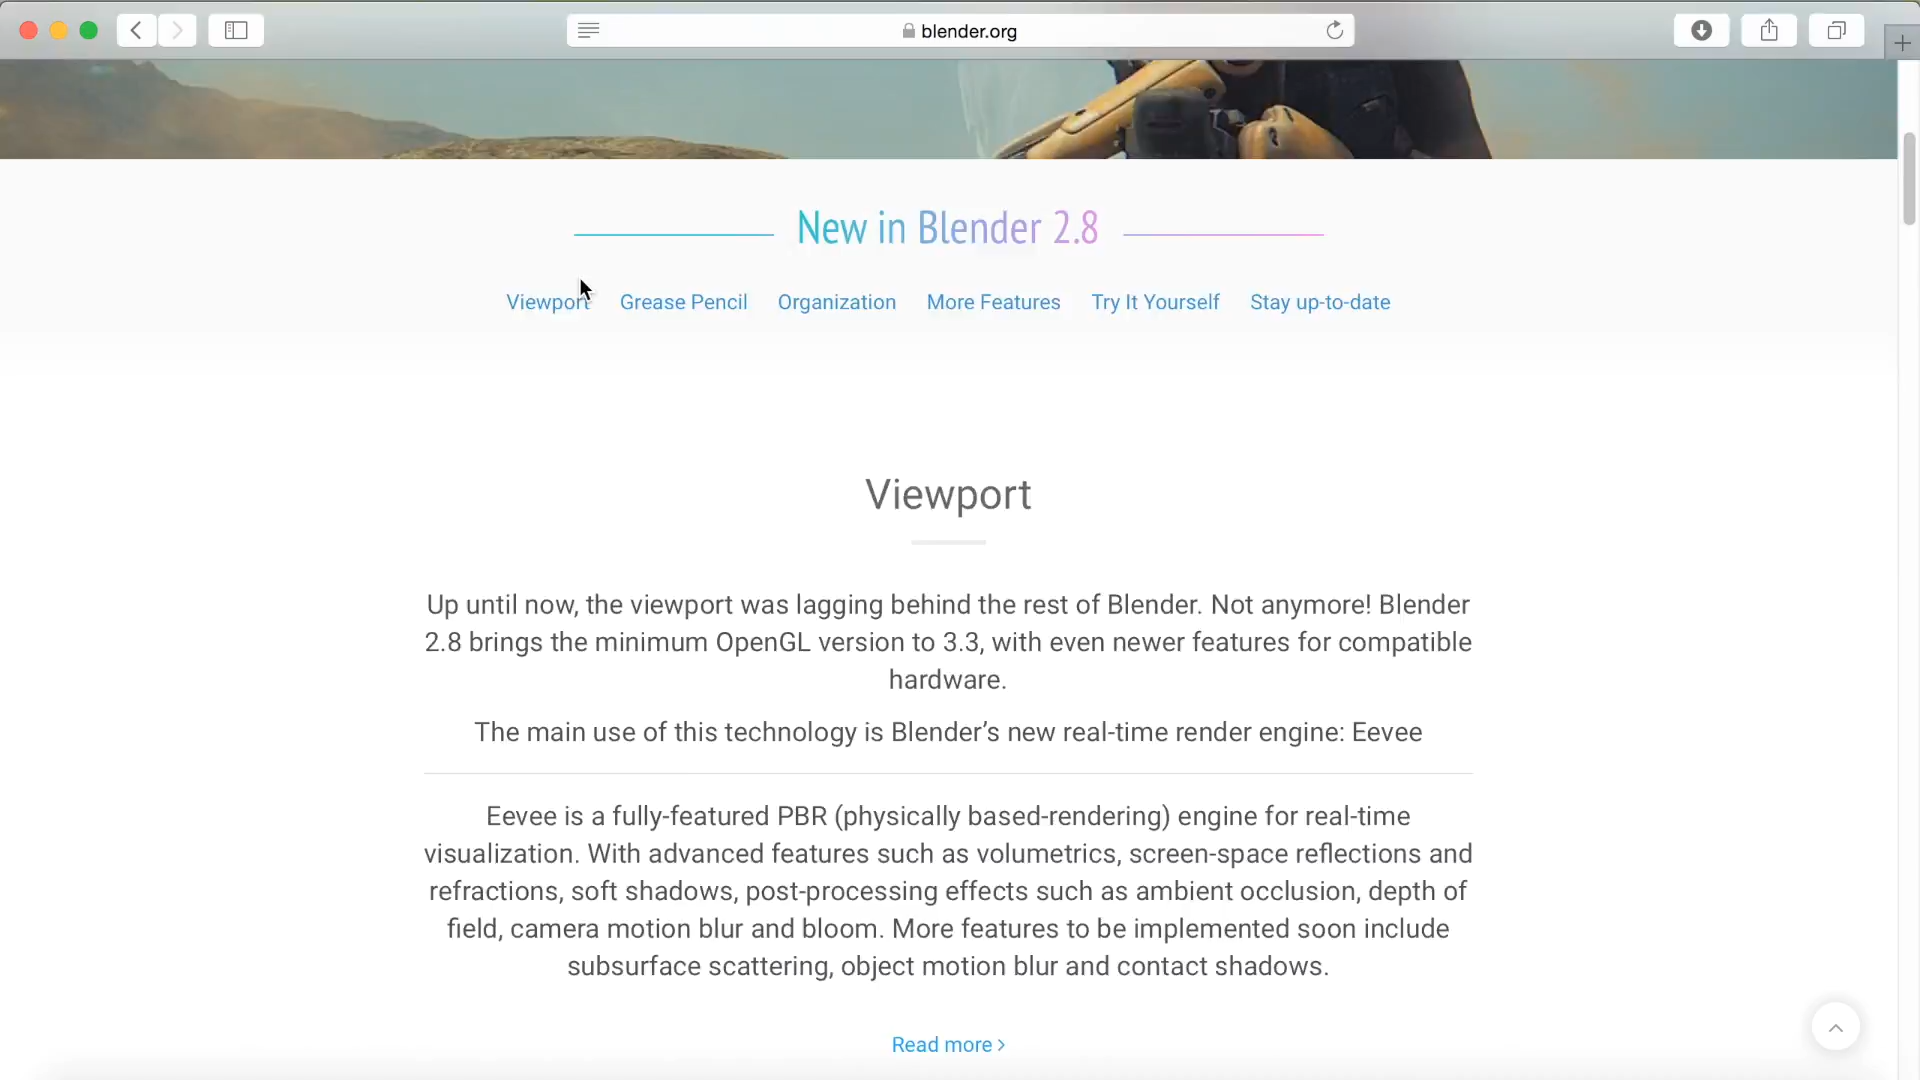 blender.org
New in Blender 2.8
Viewport Grease Pencil Organization More Features Try It Yourself Stay up-to-date
Viewport
Up until now, the viewport was lagging behind the rest of Blender. Not anymore! Blender
2.8 brings the minimum OpenGL version to 3.3, with even newer features for compatible
hardware.
The main use of this technology is Blender’s new real-time render engine: Eevee
Eevee is a fully-featured PBR (physically based-rendering) engine for real-time
visualization. With advanced features such as volumetrics, screen-space reflections and
refractions, soft shadows, post-processing effects such as ambient occlusion, depth of
field, camera motion blur and bloom. More features to be implemented soon include
subsurface scattering, object motion blur and contact shadows.
Read more ›